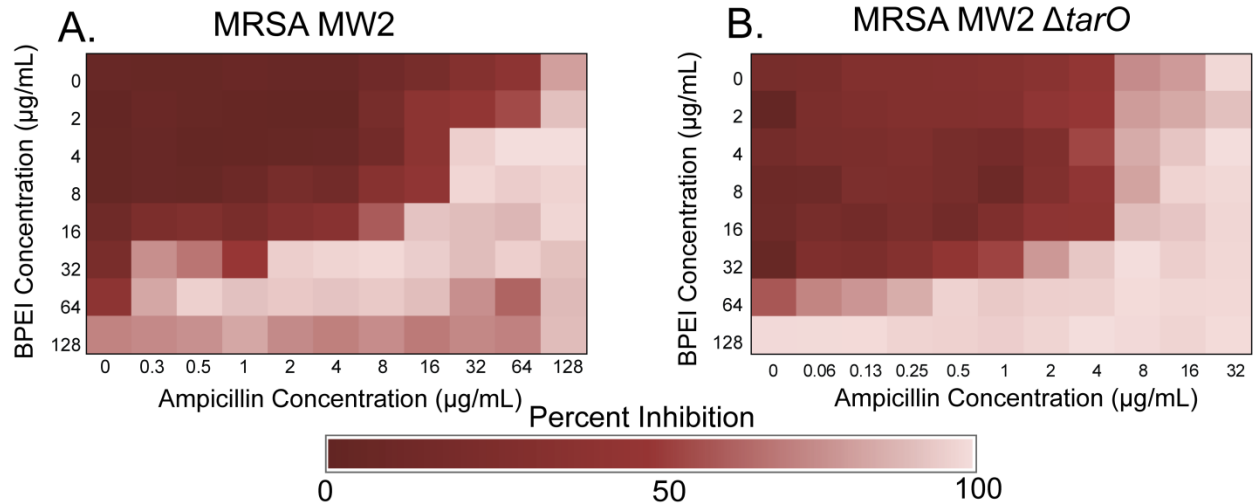 A. MRSA MW2
BPEI Concentration (µg/mL)
0
2
4
8
16
32
64
128
0 0.3 0.5 1 2 4 8 16 32 64 128
Ampicillin Concentration (µg/mL)
B. MRSA MW2 ΔtarO
BPEI Concentration (µg/mL)
0
2
4
8
16
32
64
128
0 0.06 0.13 0.25 0.5 1 2 4 8 16 32
Ampicillin Concentration (µg/mL)
Percent Inhibition
0 50 100